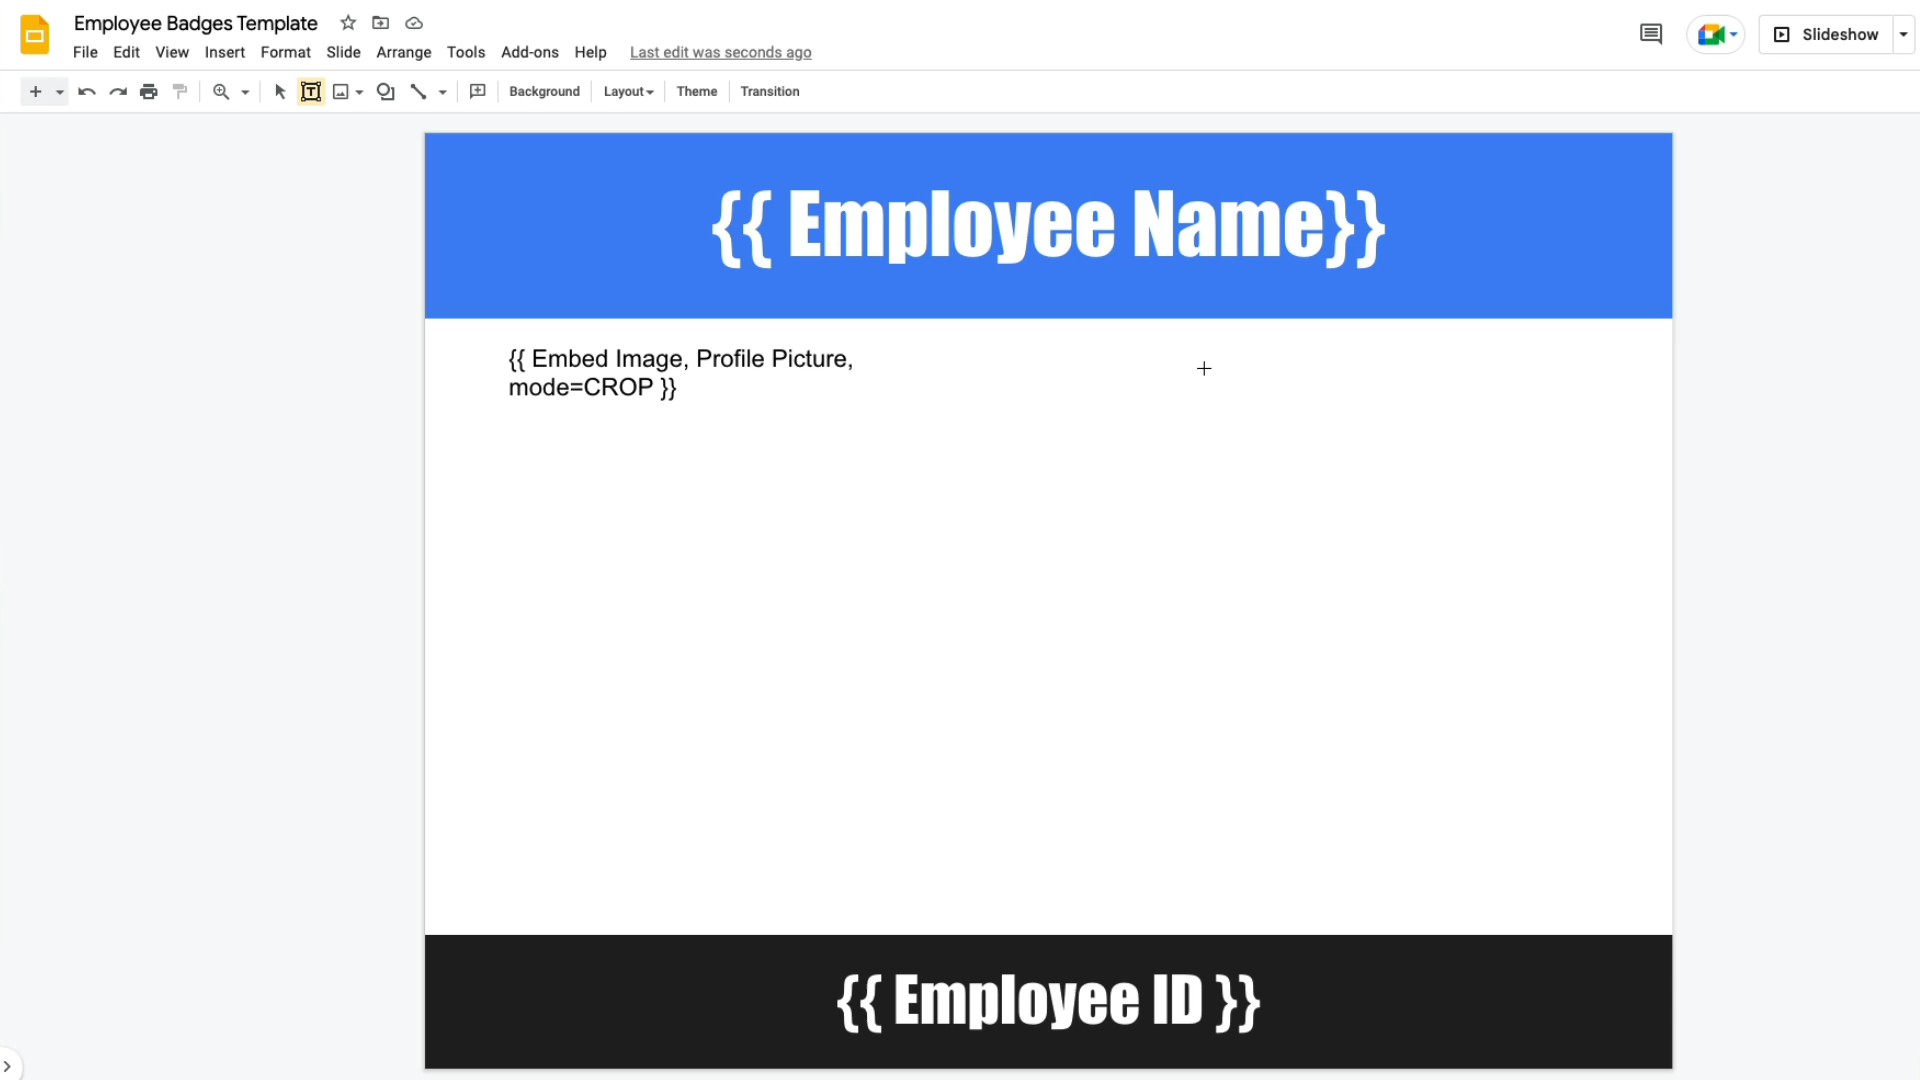 Employee Badges Template
File Edit View Insert Format Slide Arrange Tools Add-ons Help Last edit was seconds ago
Slideshow
Background Layout Theme Transition
{{ Employee Name}}
{{ Embed Image, Profile Picture,
mode=CROP }}
{{ Employee ID }}